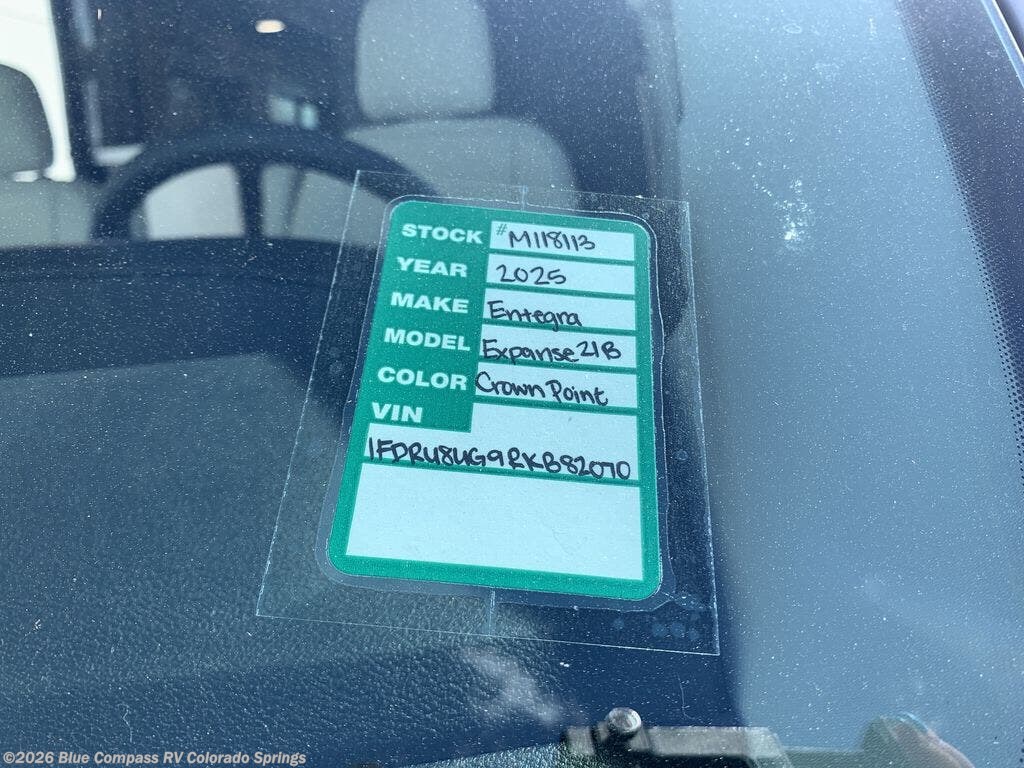 STOCK #M118113
YEAR 2025
MAKE Entegra
MODEL Expanse 21B
COLOR Crown Point
VIN
1FDRU8UG9RKB82070
©2026 Blue Compass RV Colorado Springs